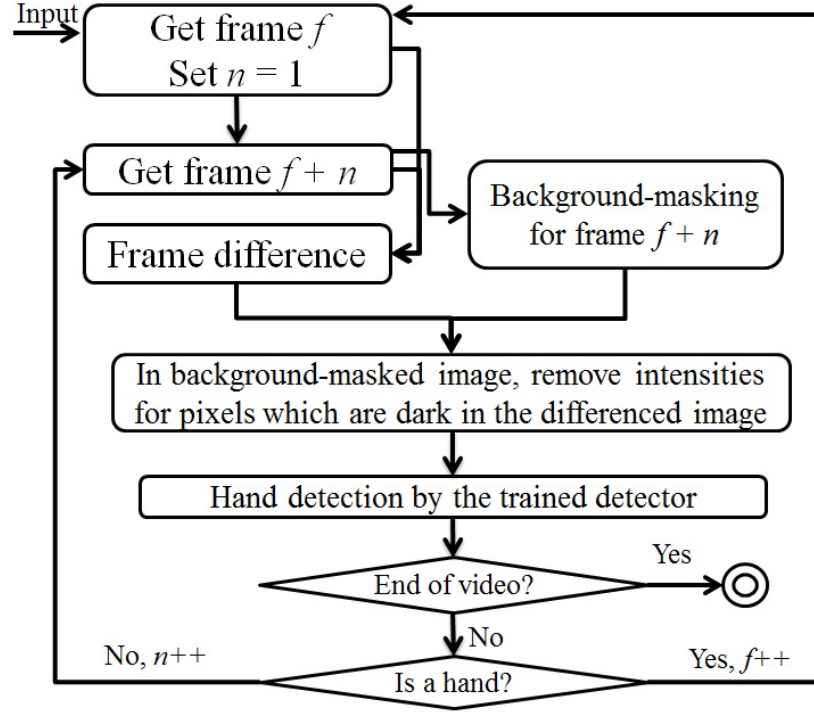 Input
Get frame f
Set n = 1
Get frame f + n
Background-masking
for frame f + n
Frame difference
In background-masked image, remove intensities
for pixels which are dark in the differenced image
Hand detection by the trained detector
End of video?
Yes
No
No, n++
Is a hand?
Yes, f++